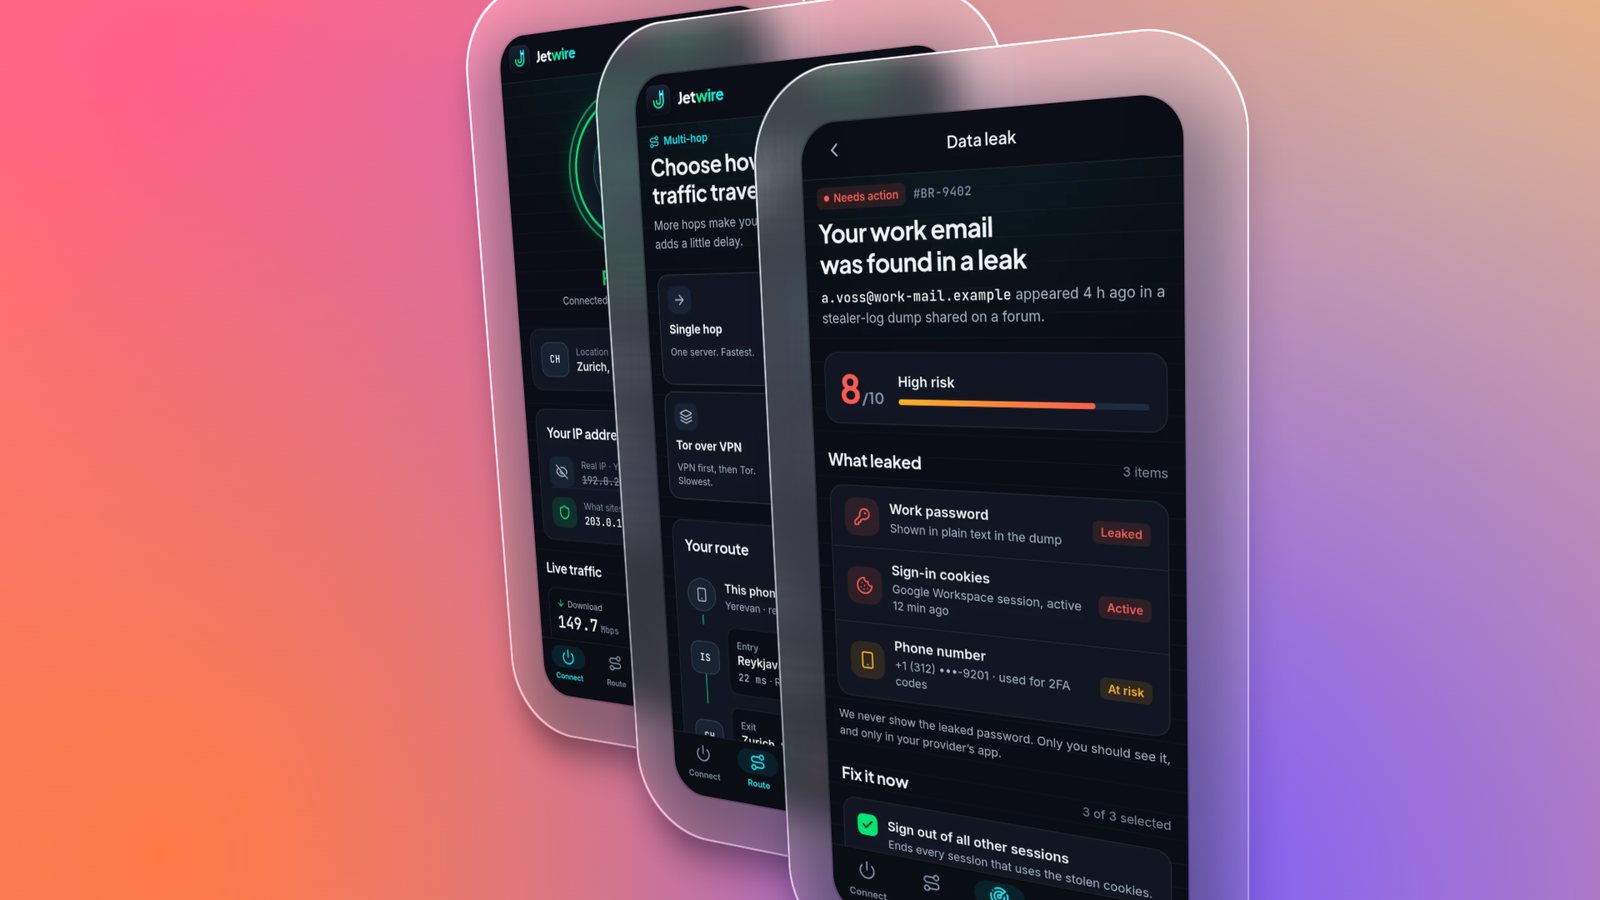 Jetwire
Connected
CH
Location
Zurich,
Your IP addre
Real IP · Y
192.0.2
What sites
203.0.1
Live traffic
Download
149.7 Mbps
Connect
Route
Jetwire
Multi-hop
Choose how
traffic trave
More hops make you
adds a little delay.
Single hop
One server. Fastest.
Tor over VPN
VPN first, then Tor.
Slowest.
Your route
This phon
Yerevan · re
IS
Entry
Reykjav
22 ms · R
CH
Exit
Zurich
Connect
Route
Data leak
Needs action
#BR-9402
Your work email
was found in a leak
a.voss@work-mail.example appeared 4 h ago in a
stealer-log dump shared on a forum.
8/10
High risk
What leaked
3 items
Work password
Shown in plain text in the dump
Leaked
Sign-in cookies
Google Workspace session, active
12 min ago
Active
Phone number
+1 (312) •••-9201 · used for 2FA
codes
At risk
We never show the leaked password. Only you should see it,
and only in your provider's app.
Fix it now
3 of 3 selected
Sign out of all other sessions
Ends every session that uses the stolen cookies.
Connect